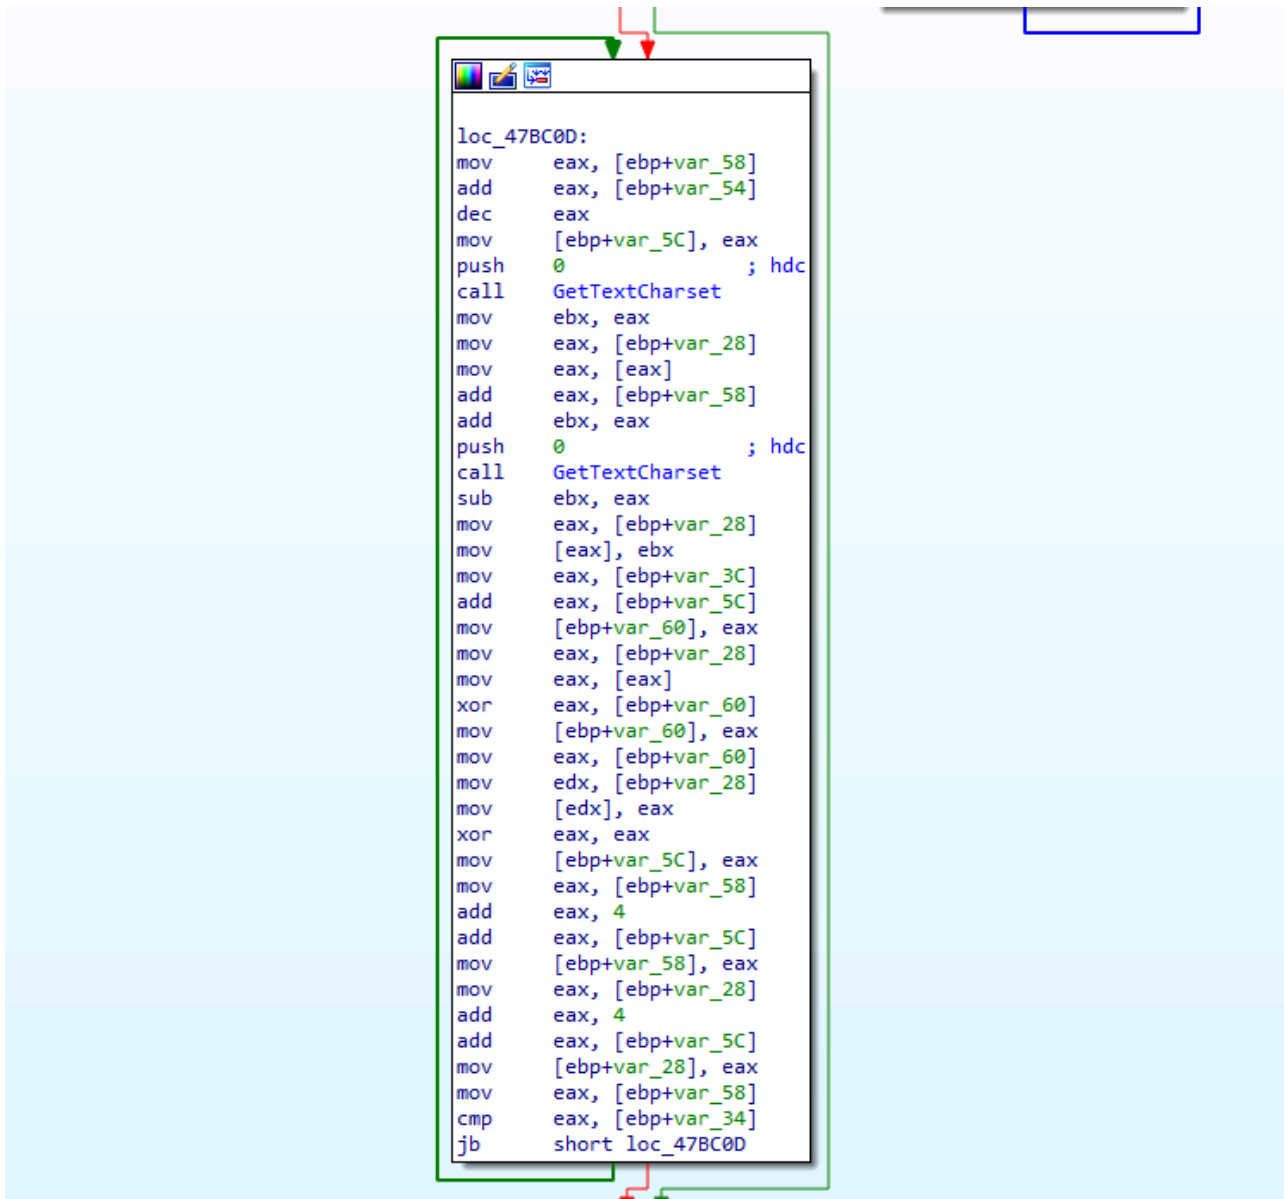 loc_47BC0D:
mov eax, [ebp+var_58]
add eax, [ebp+var_54]
dec eax
mov [ebp+var_5C], eax
push 0 ; hdc
call GetTextCharset
mov ebx, eax
mov eax, [ebp+var_28]
mov eax, [eax]
add eax, [ebp+var_58]
add ebx, eax
push 0 ; hdc
call GetTextCharset
sub ebx, eax
mov eax, [ebp+var_28]
mov [eax], ebx
mov eax, [ebp+var_3C]
add eax, [ebp+var_5C]
mov [ebp+var_60], eax
mov eax, [ebp+var_28]
mov eax, [eax]
xor eax, [ebp+var_60]
mov [ebp+var_60], eax
mov eax, [ebp+var_60]
mov edx, [ebp+var_28]
mov [edx], eax
xor eax, eax
mov [ebp+var_5C], eax
mov eax, [ebp+var_58]
add eax, 4
add eax, [ebp+var_5C]
mov [ebp+var_58], eax
mov eax, [ebp+var_28]
add eax, 4
add eax, [ebp+var_5C]
mov [ebp+var_28], eax
mov eax, [ebp+var_58]
cmp eax, [ebp+var_34]
jb short loc_47BC0D